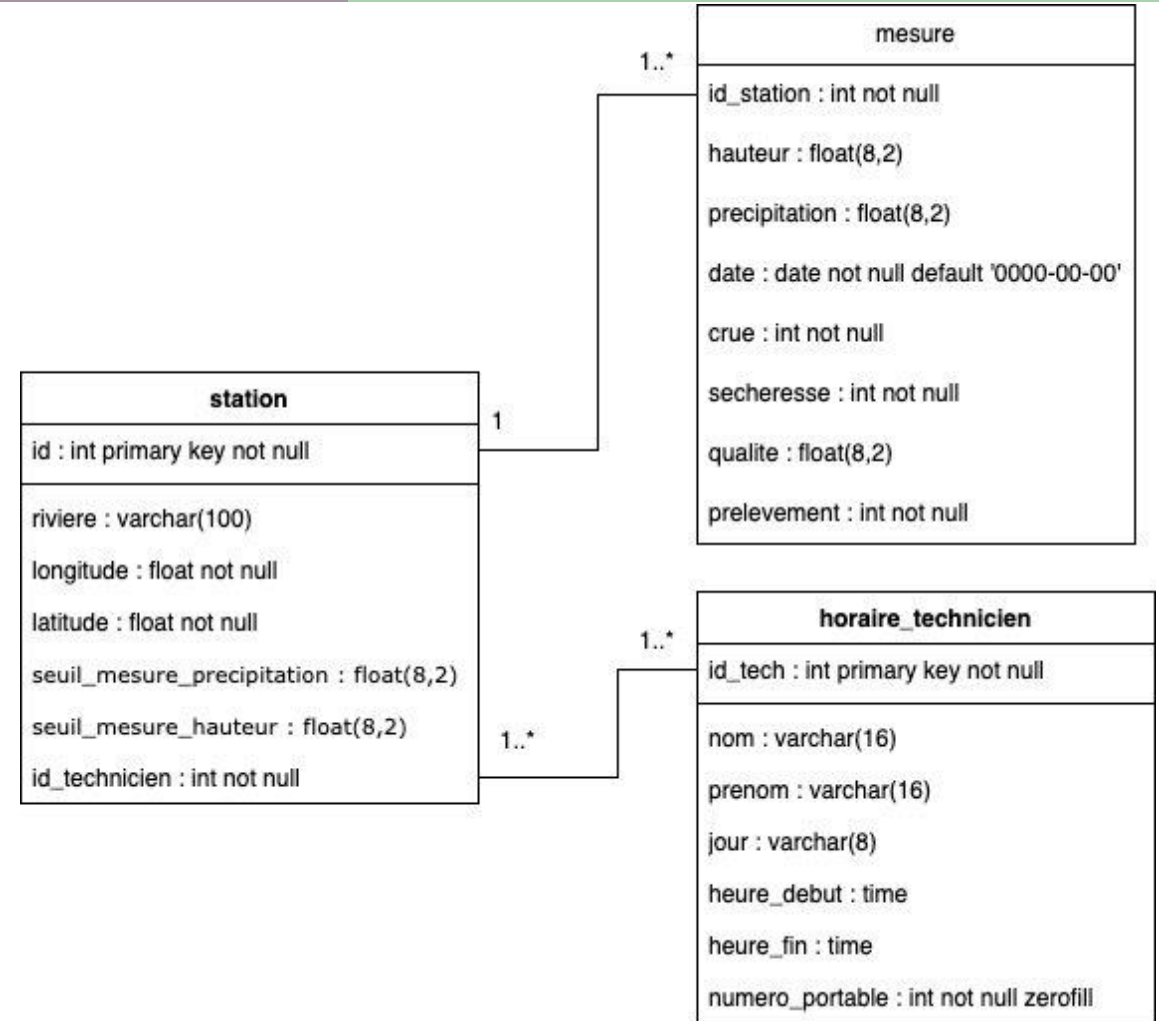 mesure
1..*
id_station : int not null
hauteur : float(8,2)
precipitation : float(8,2)
date : date not null default '0000-00-00'
crue : int not null
secheresse : int not null
qualite : float(8,2)
prelevement : int not null
station
1
id : int primary key not null
riviere : varchar(100)
longitude : float not null
latitude : float not null
seuil_mesure_precipitation : float(8,2)
seuil_mesure_hauteur : float(8,2)
1..*
id_technicien : int not null
horaire_technicien
1..*
id_tech : int primary key not null
nom : varchar(16)
prenom : varchar(16)
jour : varchar(8)
heure_debut : time
heure_fin : time
numero_portable : int not null zerofill